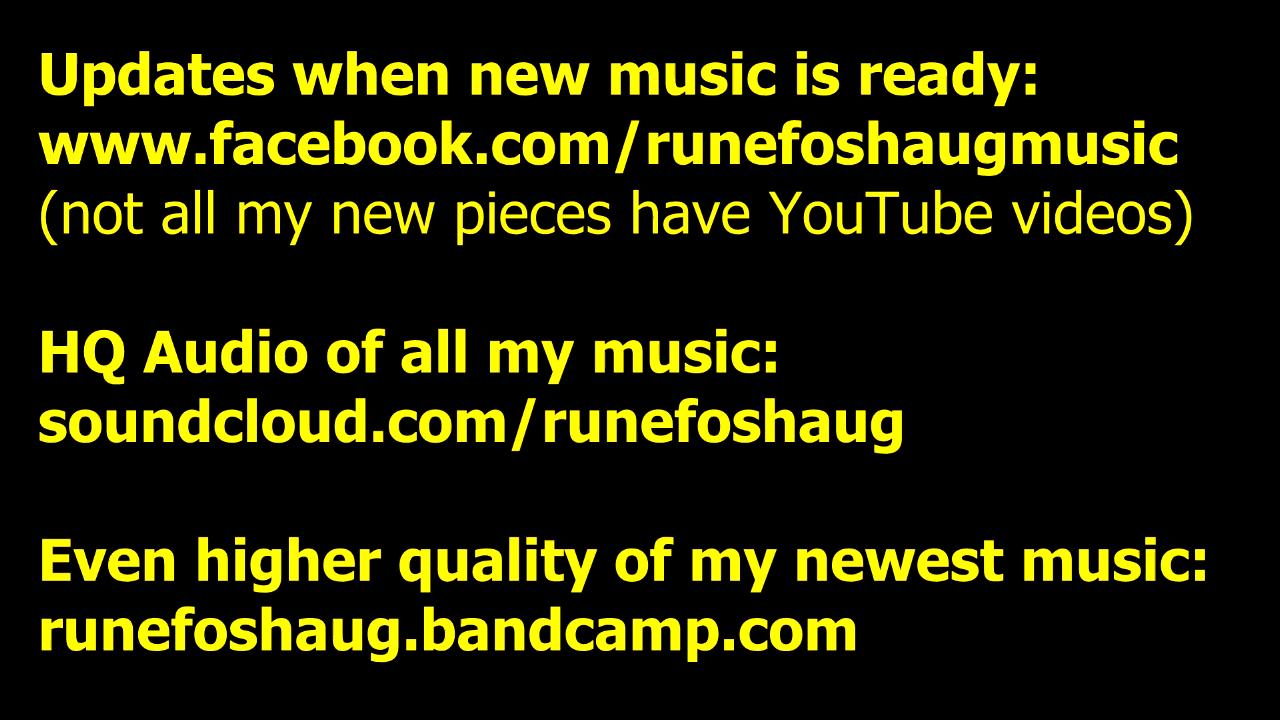 Updates when new music is ready:
www.facebook.com/runefoshaugmusic
(not all my new pieces have YouTube videos)
HQ Audio of all my music:
soundcloud.com/runefoshaug
Even higher quality of my newest music:
runefoshaug.bandcamp.com